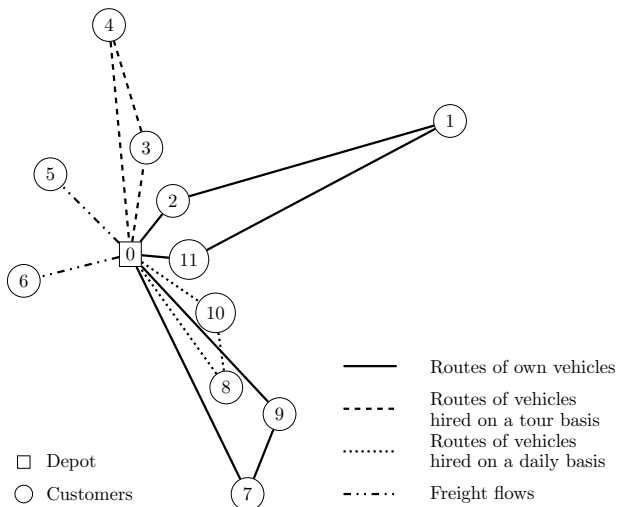 4
1
3
5
2
0
11
6
10
8
9
7
Routes of own vehicles
Routes of vehicles
hired on a tour basis
Routes of vehicles
hired on a daily basis
Freight flows
Depot
Customers